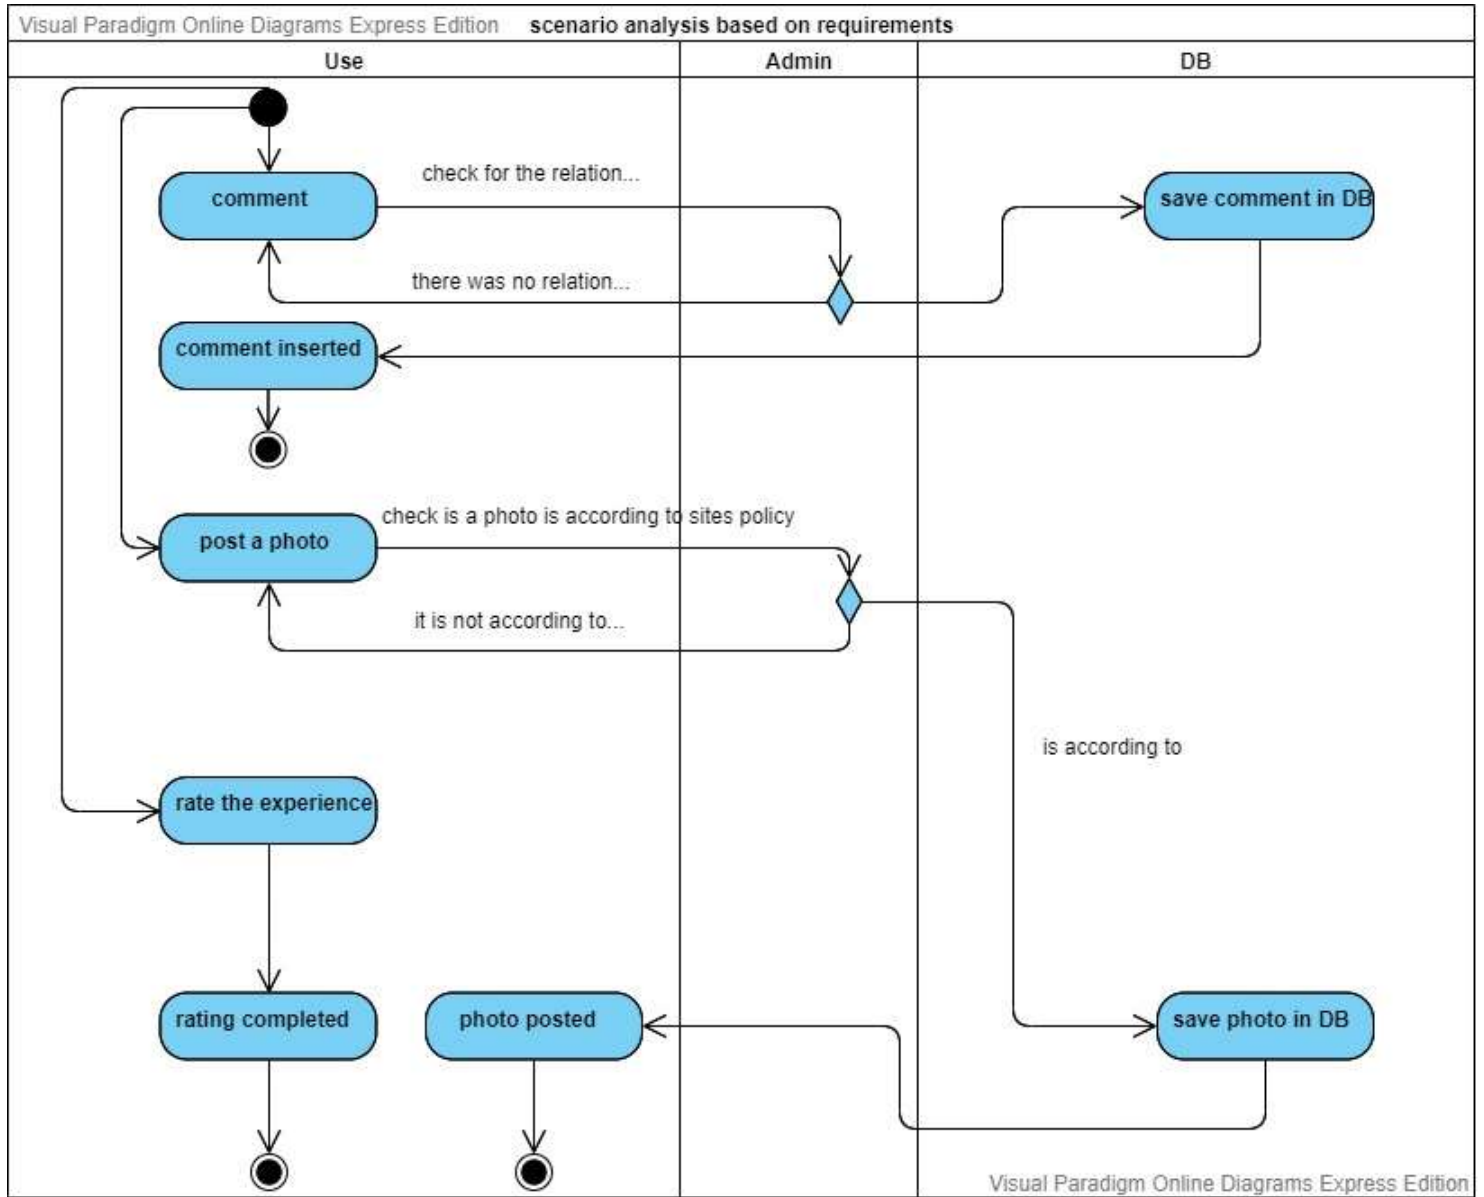 Visual Paradigm Online Diagrams Express Edition scenario analysis based on requirements
Use Admin DB
check for the relation...
comment
save comment in DB
there was no relation...
comment inserted
check is a photo is according to sites policy
post a photo
it is not according to...
is according to
rate the experience
rating completed
photo posted
save photo in DB
Visual Paradigm Online Diagrams Express Edition